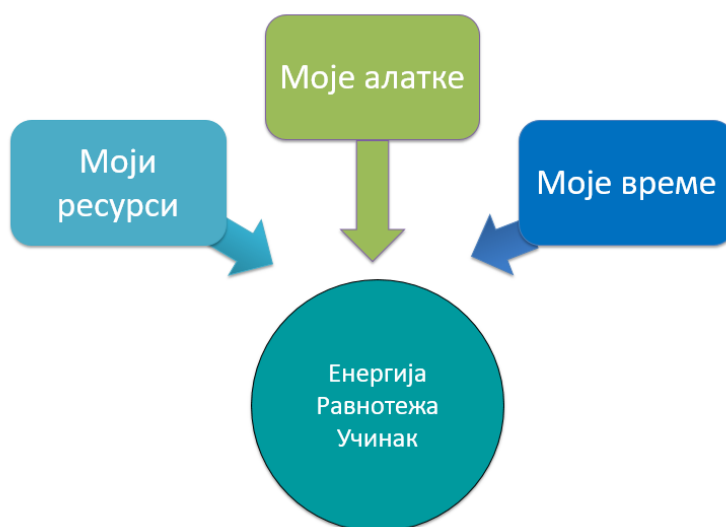 Моје алатке
Моји
ресурси
Моје време
Енергија
Равнотежа
Учинак